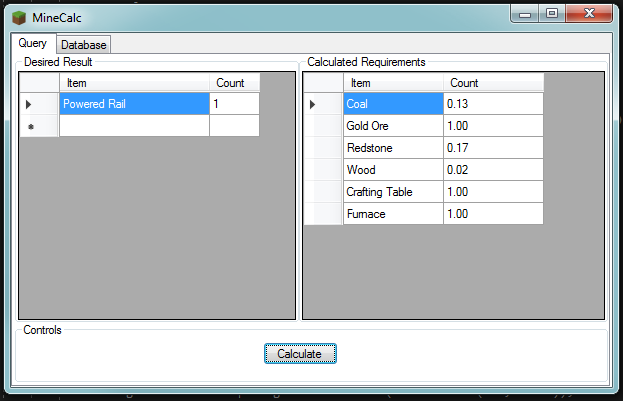 MineCalc
Query Database
Desired Result
Item Count
Powered Rail 1
Calculated Requirements
Item Count
Coal 0.13
Gold Ore 1.00
Redstone 0.17
Wood 0.02
Crafting Table 1.00
Furnace 1.00
Controls
Calculate